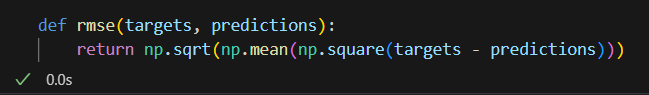 def rmse(targets, predictions):
    return np.sqrt(np.mean(np.square(targets - predictions)))
✓ 0.0s